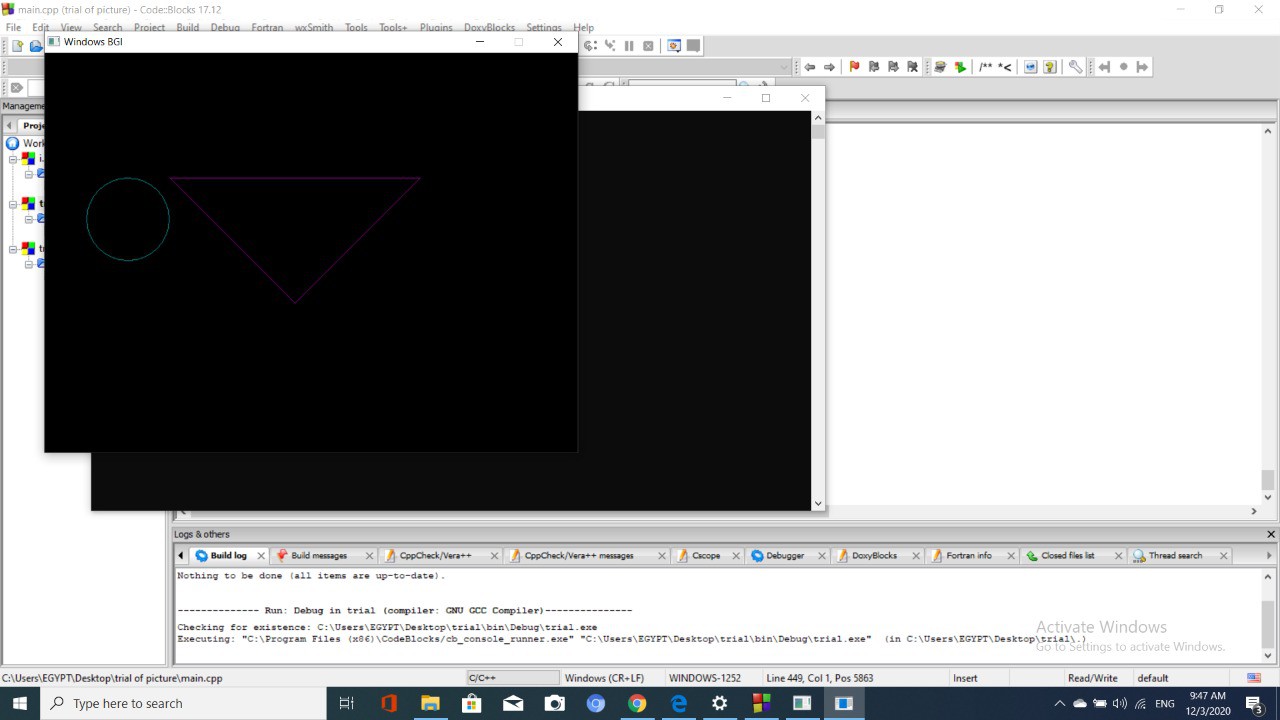 main.cpp (trial of picture) - Code::Blocks 17.12
File Edit View Search Project Build Debug Fortran wxSmith Tools Tools+ Plugins DoxyBlocks Settings Help
Windows BGI
/** *<
Manageme
Proje
Work
Logs & others
Build log Build messages CppCheck/Vera++ CppCheck/Vera++ messages Cscope Debugger DoxyBlocks Fortran info Closed files list Thread search
Nothing to be done (all items are up-to-date).
-------------- Run: Debug in trial (compiler: GNU GCC Compiler)---------------
Checking for existence: C:\Users\EGYPT\Desktop\trial\bin\Debug\trial.exe
Executing: "C:\Program Files (x86)\CodeBlocks/cb_console_runner.exe" "C:\Users\EGYPT\Desktop\trial\bin\Debug\trial.exe" (in C:\Users\EGYPT\Desktop\trial\.)
Activate Windows
Go to Settings to activate Windows.
C:\Users\EGYPT\Desktop\trial of picture\main.cpp C/C++ Windows (CR+LF) WINDOWS-1252 Line 449, Col 1, Pos 5863 Insert Read/Write default
Type here to search
ENG
9:47 AM
12/3/2020
3